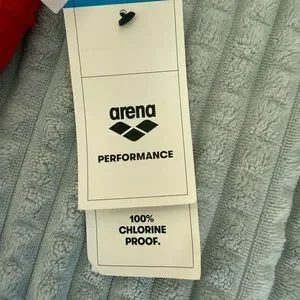 arena
PERFORMANCE
100%
CHLORINE
PROOF.